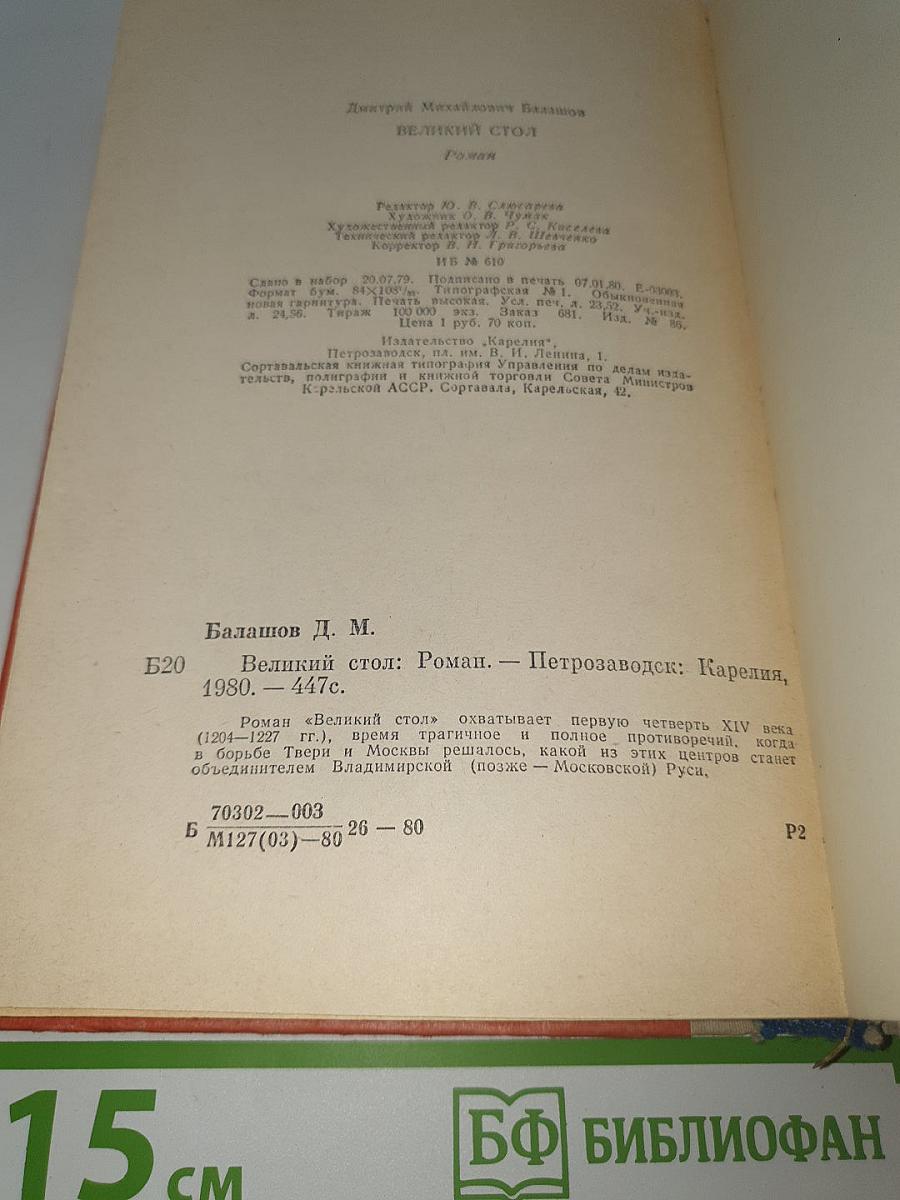 Дмитрий Михайлович Балашов
ВЕЛИКИЙ СТОЛ
Роман
Редактор Ю. В. Слюсарева
Художник О. В. Чумак
Художественный редактор Р. С. Киселева
Технический редактор Л. В. Шевченко
Корректор В. Н. Григорьева
ИБ № 610
Сдано в набор 20.07.79. Подписано в печать 07.01.80. Е-03003.
Формат бум. 84×108¹/₃₂. Типографская № 1. Обыкновенная
новая гарнитура. Печать высокая. Усл. печ. л. 23,52. Уч.-изд.
л. 24,56. Тираж 100 000 экз. Заказ 681. Изд. № 86.
Цена 1 руб. 70 коп.
Издательство „Карелия“,
Петрозаводск, пл. им. В. И. Ленина, 1.
Сортавальская книжная типография Управления по делам изда-
тельств, полиграфии и книжной торговли Совета Министров
Карельской АССР. Сортавала, Карельская, 42.
Балашов Д. М.
Б20 Великий стол: Роман. — Петрозаводск: Карелия,
1980. — 447с.
Роман «Великий стол» охватывает первую четверть XIV века
(1204—1227 гг.), время трагичное и полное противоречий, когда
в борьбе Твери и Москвы решалось, какой из этих центров станет
объединителем Владимирской (позже — Московской) Руси.
Б 70302—003
М127(03)—80 26 — 80
Р2
15 см
БФ БИБЛИОФАН